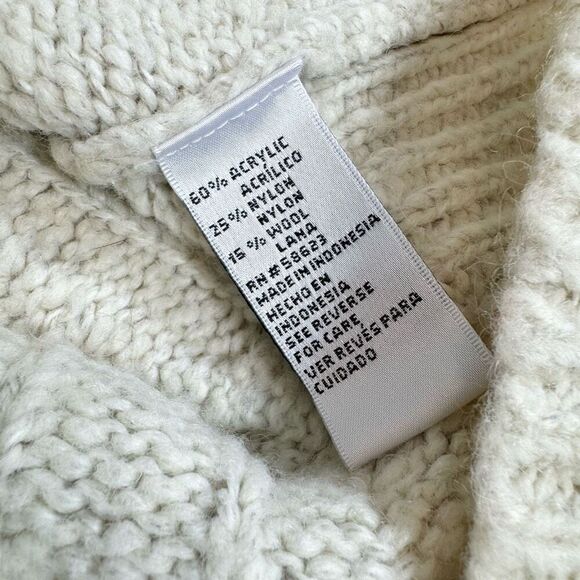 60% ACRYLIC
ACRÍLICO
25% NYLON
NYLON
15% WOOL
LANA
RN#58623
MADE IN INDONESIA
HECHO EN
INDONESIA
SEE REVERSE
FOR CARE,
VER REVÉS PARA
CUIDADO